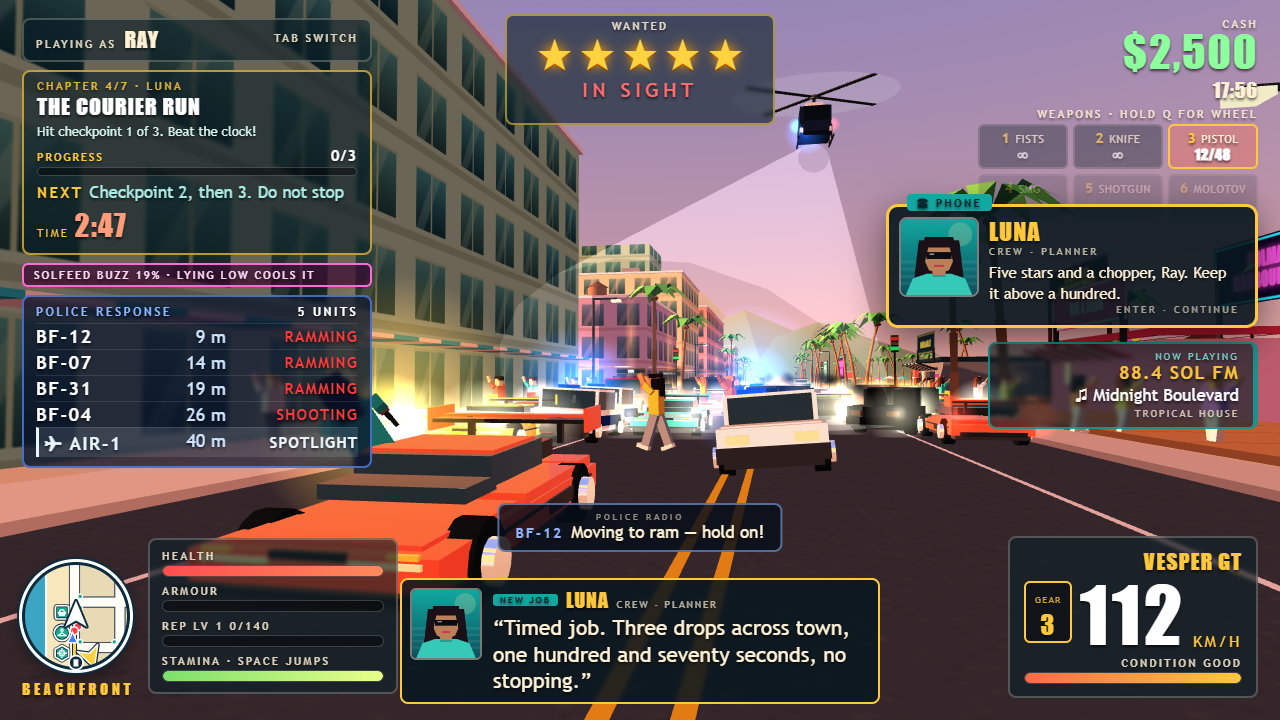 PLAYING AS RAY TAB SWITCH
CHAPTER 4/7 · LUNA
THE COURIER RUN
Hit checkpoint 1 of 3. Beat the clock!
PROGRESS 0/3
NEXT Checkpoint 2, then 3. Do not stop
TIME 2:47
SOLFEED BUZZ 19% · LYING LOW COOLS IT
POLICE RESPONSE 5 UNITS
BF-12 9 m RAMMING
BF-07 14 m RAMMING
BF-31 19 m RAMMING
BF-04 26 m SHOOTING
AIR-1 40 m SPOTLIGHT
WANTED
IN SIGHT
CASH
$2,500
17:56
WEAPONS · HOLD Q FOR WHEEL
1 FISTS 2 KNIFE 3 PISTOL
∞ ∞ 12/48
4 SMG 5 SHOTGUN 6 MOLOTOV
PHONE
LUNA
CREW · PLANNER
Five stars and a chopper, Ray. Keep
it above a hundred.
ENTER · CONTINUE
NOW PLAYING
88.4 SOL FM
♫ Midnight Boulevard
TROPICAL HOUSE
POLICE RADIO
BF-12 Moving to ram — hold on!
BEACHFRONT
HEALTH
ARMOUR
REP LV 1 0/140
STAMINA · SPACE JUMPS
NEW JOB LUNA CREW · PLANNER
“Timed job. Three drops across town,
one hundred and seventy seconds, no
stopping.”
VESPER GT
GEAR
3
112 KM/H
CONDITION GOOD